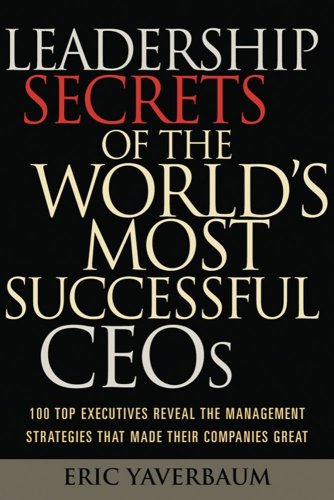 LEADERSHIP
SECRETS
OF THE
WORLD'S
MOST
SUCCESSFUL
CEOS
100 TOP EXECUTIVES REVEAL THE MANAGEMENT
STRATEGIES THAT MADE THEIR COMPANIES GREAT
ERIC YAVERBAUM